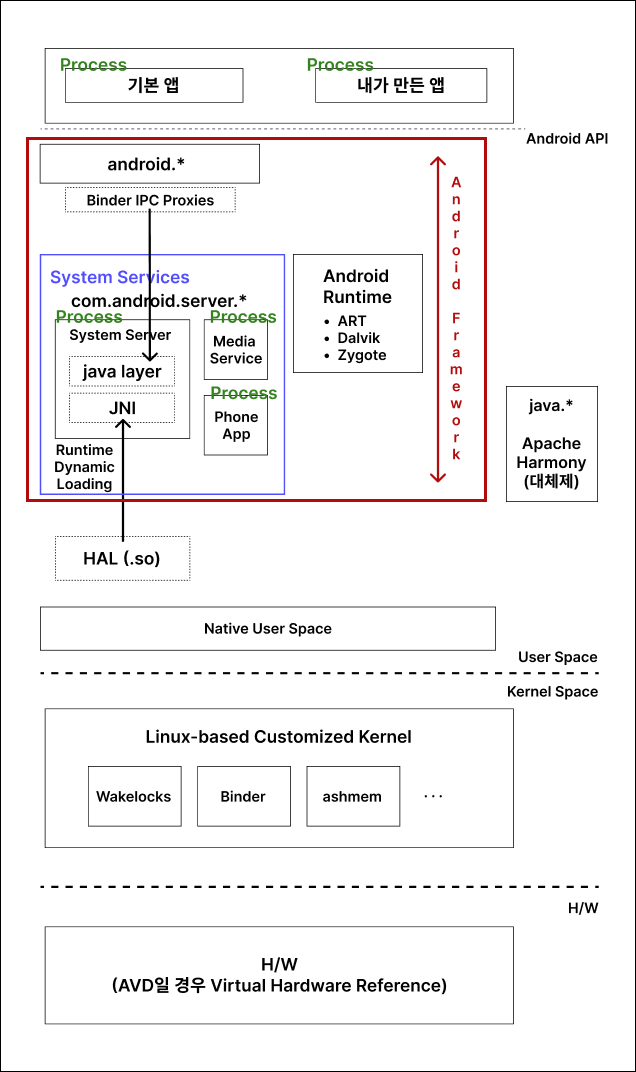 Process
Process
기본 앱
내가 만든 앱
Android API
android.*
Binder IPC Proxies
Android Framework
System Services
com.android.server.*
Process
System Server
java layer
JNI
Runtime
Dynamic
Loading
Process
Media
Service
Process
Phone
App
Android
Runtime
• ART
• Dalvik
• Zygote
java.*
Apache
Harmony
(대체제)
HAL (.so)
Native User Space
User Space
Kernel Space
Linux-based Customized Kernel
Wakelocks
Binder
ashmem
...
H/W
H/W
(AVD일 경우 Virtual Hardware Reference)